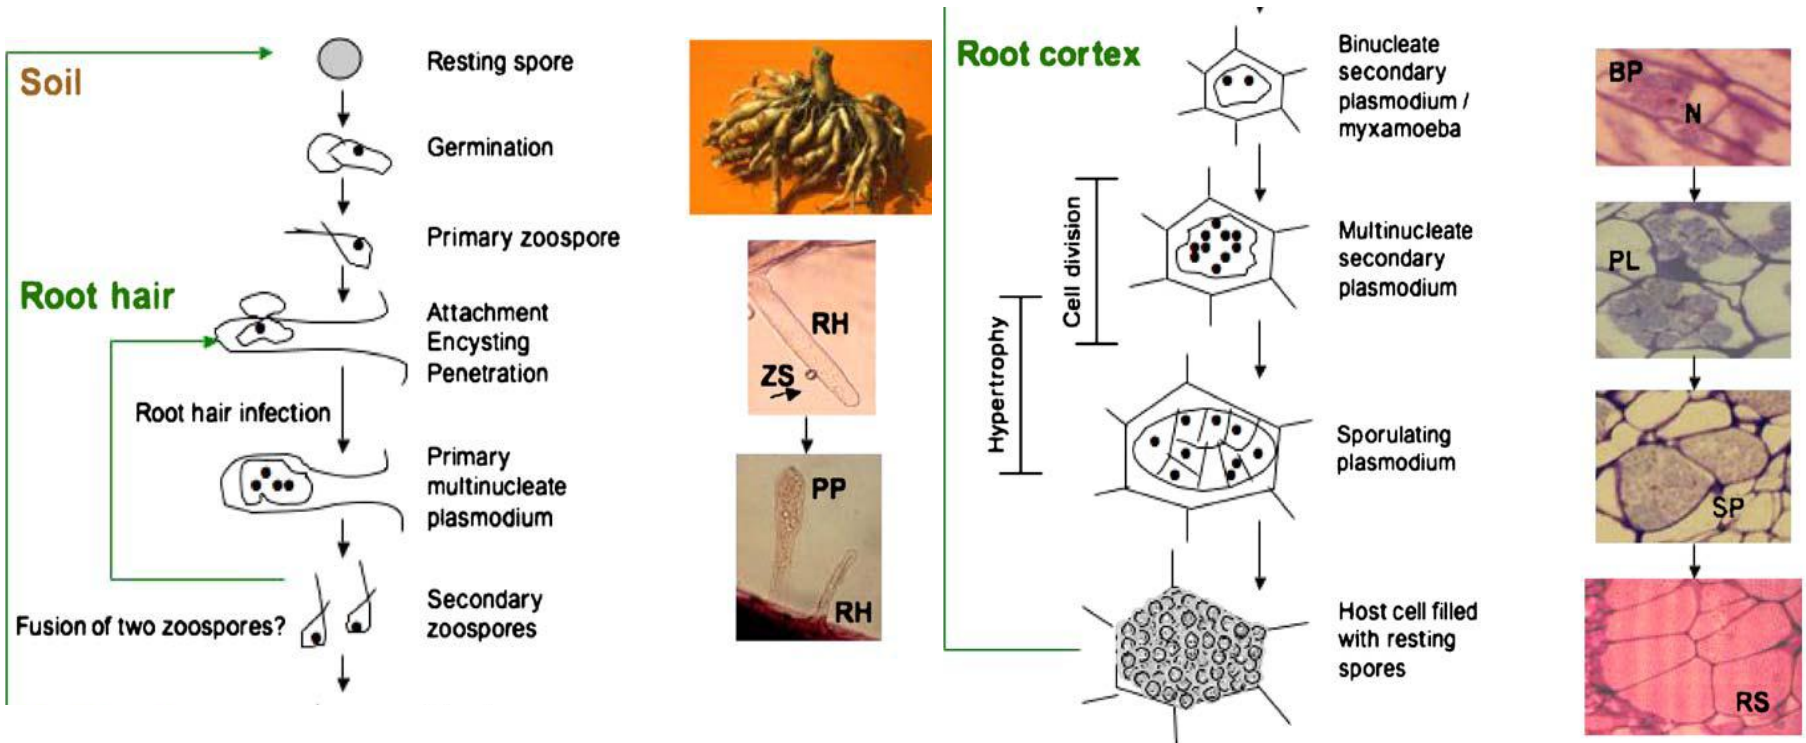 Soil
Resting spore
Germination
Primary zoospore
Root hair
Attachment
Encysting
Penetration
Root hair infection
Primary
multinucleate
plasmodium
Secondary
zoospores
Fusion of two zoospores?
RH
ZS
PP
RH
Root cortex
Binucleate
secondary
plasmodium /
myxamoeba
Cell division
Multinucleate
secondary
plasmodium
Hypertrophy
Sporulating
plasmodium
Host cell filled
with resting
spores
BP
N
PL
SP
RS